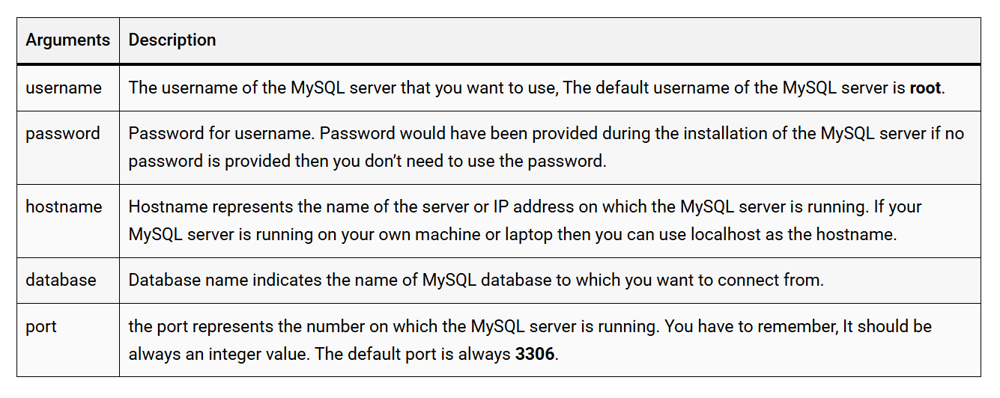 Arguments Description
username The username of the MySQL server that you want to use, The default username of the MySQL server is root.
password Password for username. Password would have been provided during the installation of the MySQL server if no
password is provided then you don’t need to use the password.
hostname Hostname represents the name of the server or IP address on which the MySQL server is running. If your
MySQL server is running on your own machine or laptop then you can use localhost as the hostname.
database Database name indicates the name of MySQL database to which you want to connect from.
port the port represents the number on which the MySQL server is running. You have to remember, It should be
always an integer value. The default port is always 3306.